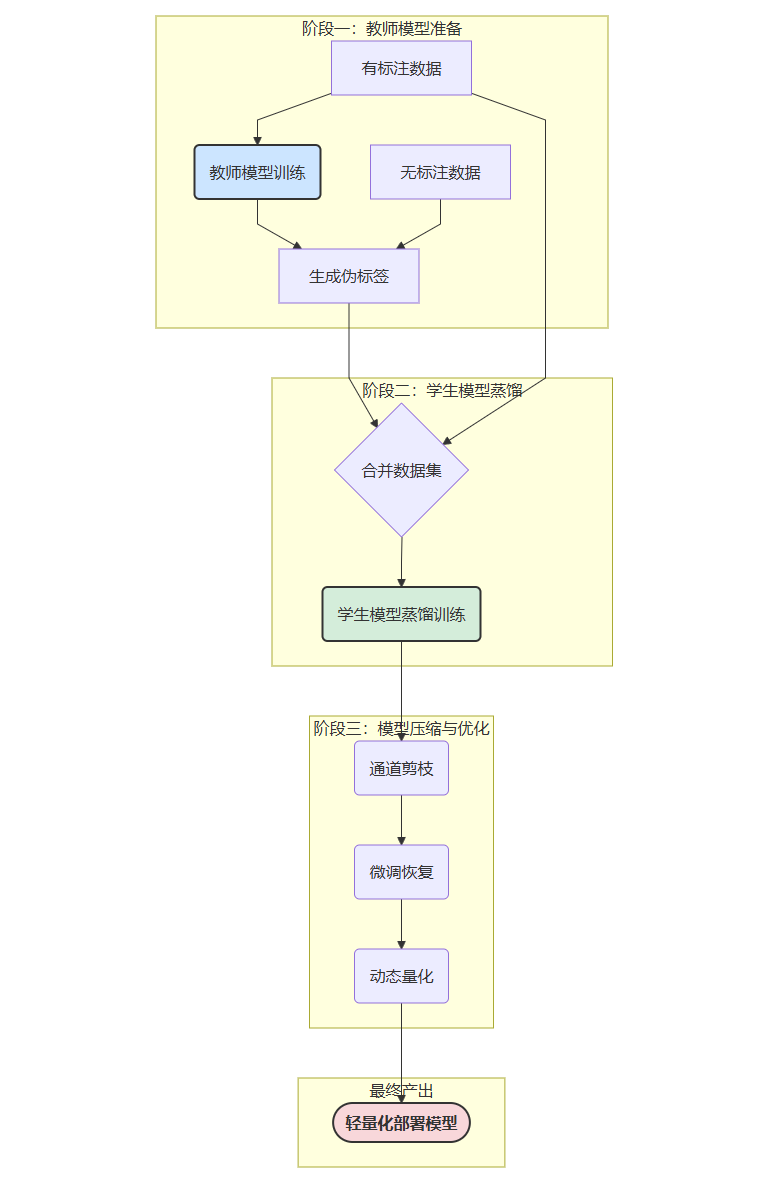 阶段一：教师模型准备
有标注数据
教师模型训练
无标注数据
生成伪标签
阶段二：学生模型蒸馏
合并数据集
学生模型蒸馏训练
阶段三：模型压缩与优化
通道剪枝
微调恢复
动态量化
最终产出
轻量化部署模型